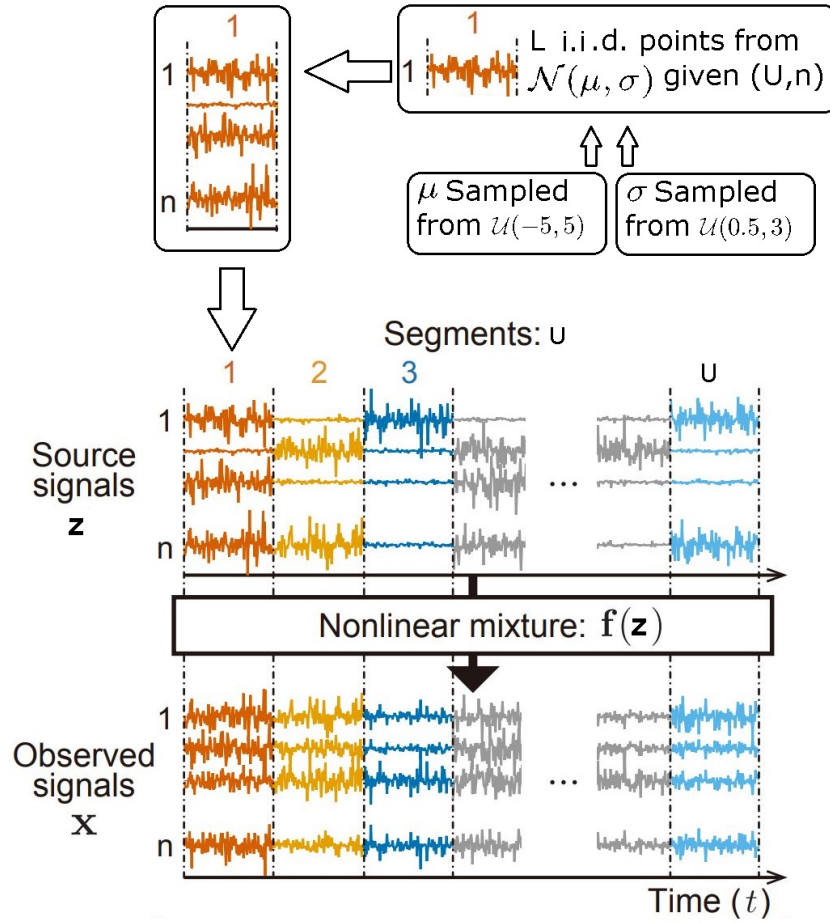 1
1
n
1
1
L i.i.d. points from
𝒩(μ, σ) given (U,n)
μ Sampled
from 𝒰(−5, 5)
σ Sampled
from 𝒰(0.5, 3)
Segments: U
1 2 3 U
Source
signals
z
1
n
...
Nonlinear mixture: f(z)
Observed
signals
x
1
n
...
Time (t)